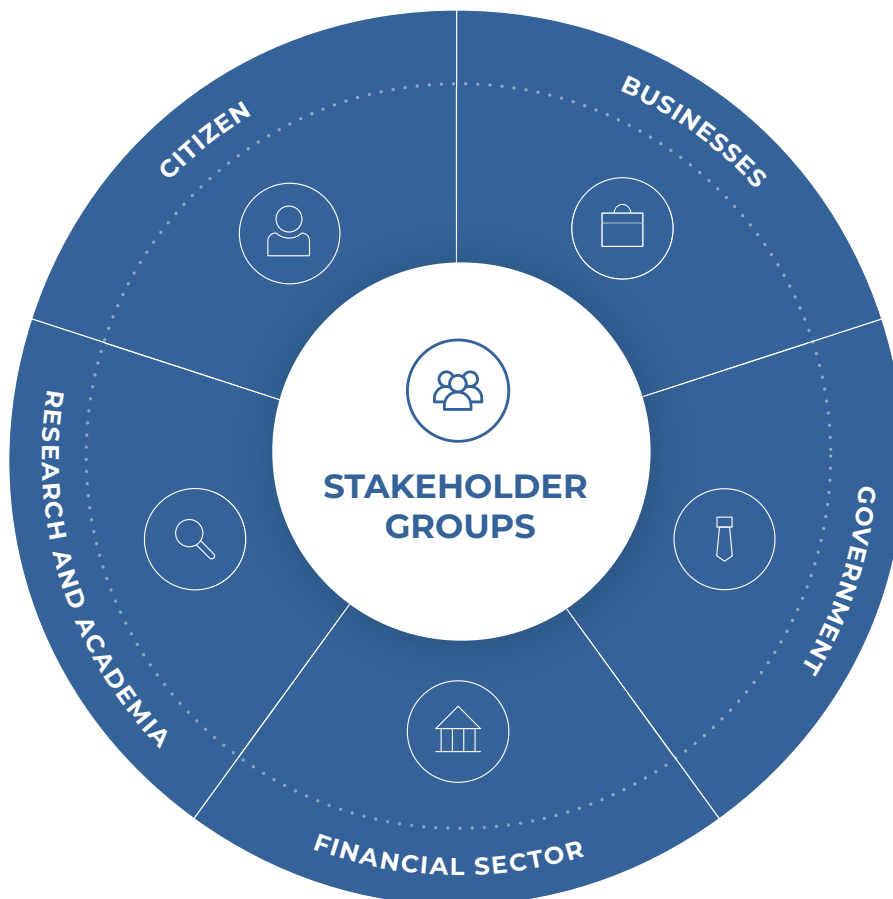 CITIZEN
BUSINESSES
RESEARCH AND ACADEMIA
STAKEHOLDER
GROUPS
GOVERNMENT
FINANCIAL SECTOR